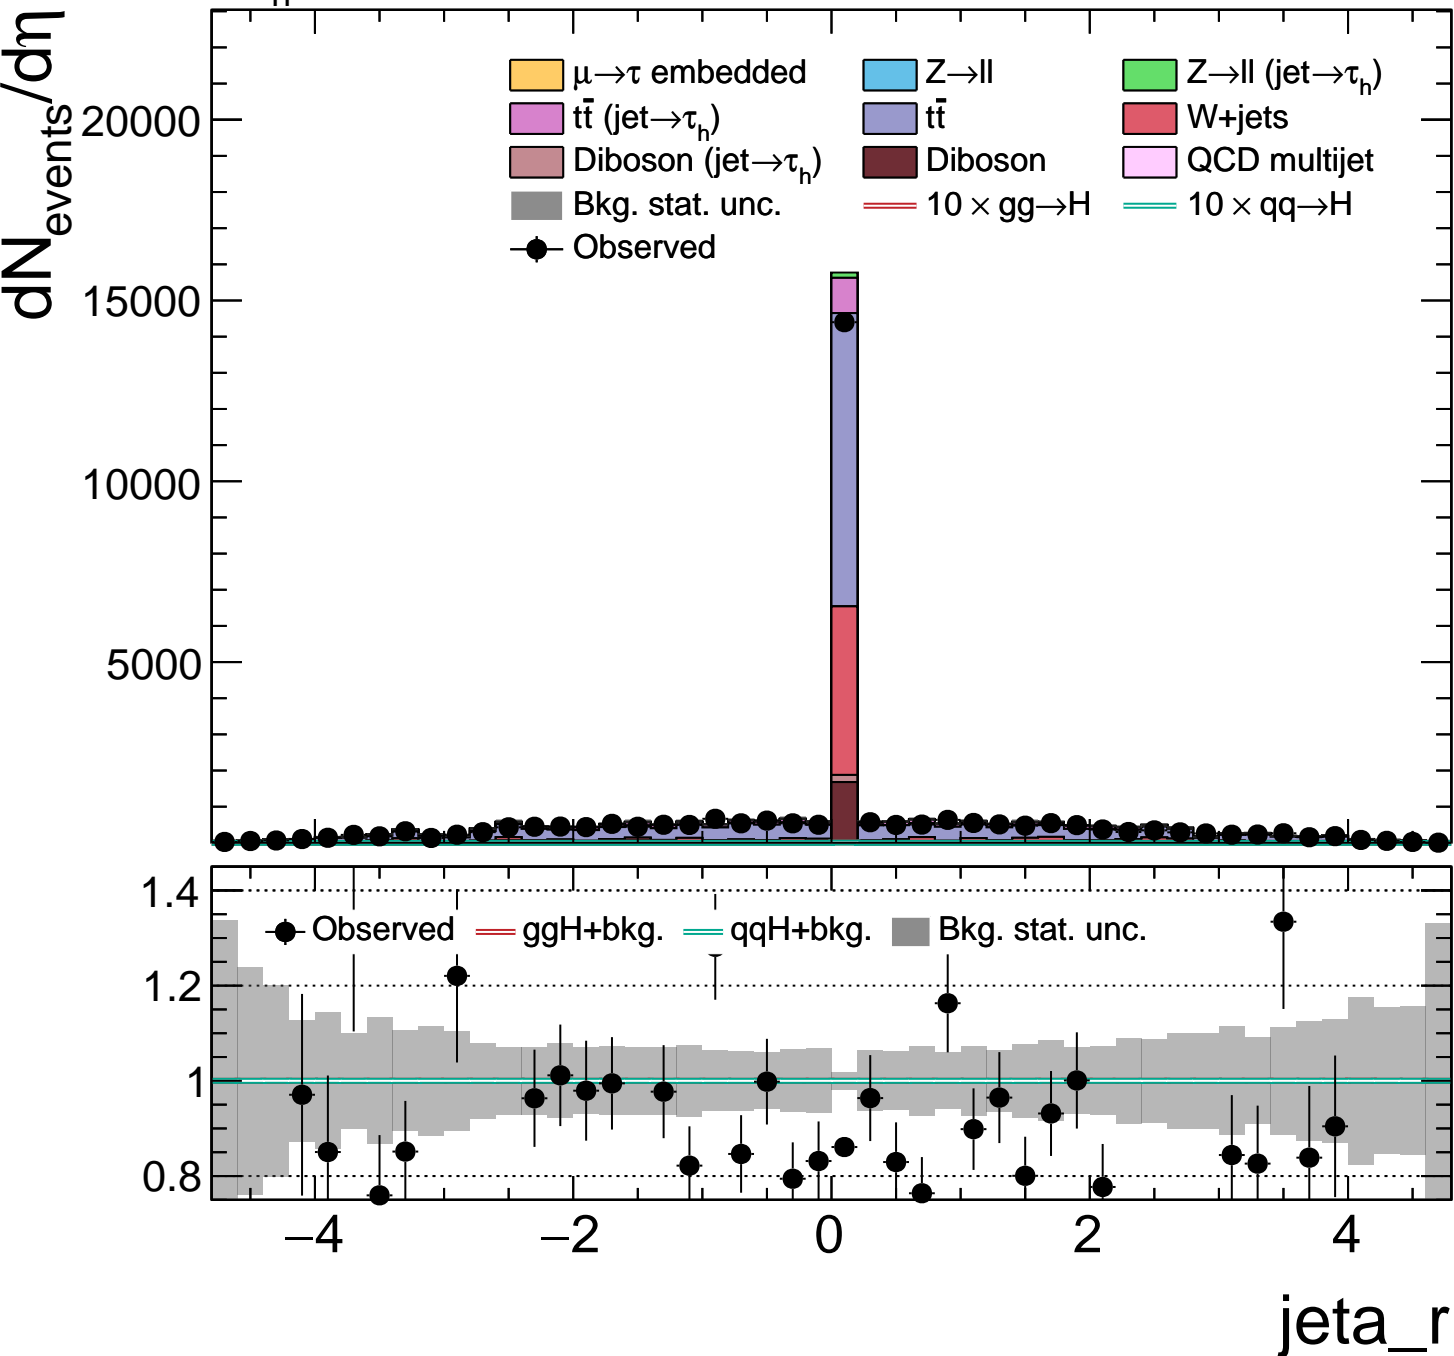 dN_events/dη
20000
15000
10000
5000
μ→τ embedded Z→ll Z→ll (jet→τ_h)
tt̄ (jet→τ_h) tt̄ W+jets
Diboson (jet→τ_h) Diboson QCD multijet
Bkg. stat. unc. 10 × gg→H 10 × qq→H
Observed
1.4
1.2
1
0.8
Observed ggH+bkg. qqH+bkg. Bkg. stat. unc.
−4 −2 0 2 4
jeta_r